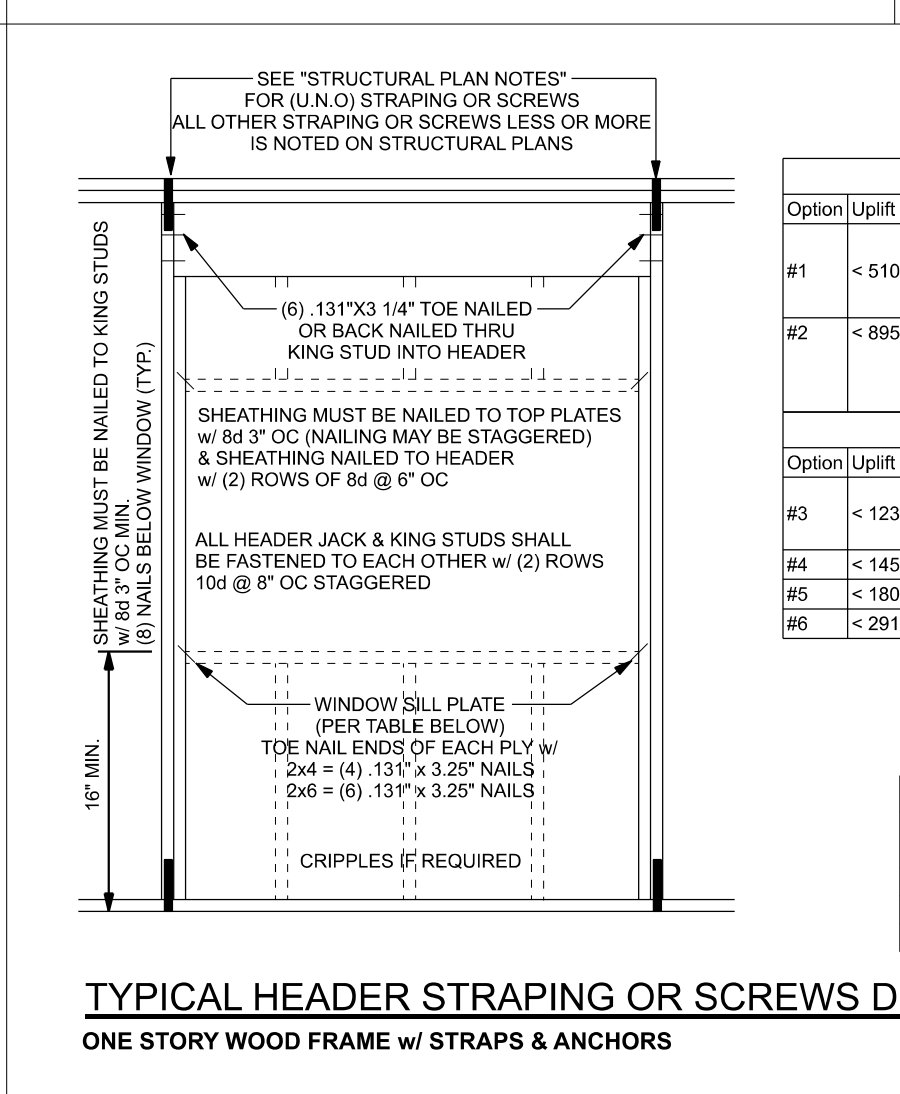 SEE "STRUCTURAL PLAN NOTES"
FOR (U.N.O) STRAPING OR SCREWS
ALL OTHER STRAPING OR SCREWS LESS OR MORE
IS NOTED ON STRUCTURAL PLANS
(6) .131"X3 1/4" TOE NAILED
OR BACK NAILED THRU
KING STUD INTO HEADER
SHEATHING MUST BE NAILED TO KING STUDS
w/ 8d 3" OC MIN.
(8) NAILS BELOW WINDOW (TYP.)
SHEATHING MUST BE NAILED TO TOP PLATES
w/ 8d 3" OC (NAILING MAY BE STAGGERED)
& SHEATHING NAILED TO HEADER
w/ (2) ROWS OF 8d @ 6" OC
ALL HEADER JACK & KING STUDS SHALL
BE FASTENED TO EACH OTHER w/ (2) ROWS
10d @ 8" OC STAGGERED
WINDOW SILL PLATE
(PER TABLE BELOW)
TOE NAIL ENDS OF EACH PLY w/
2x4 = (4) .131" x 3.25" NAILS
2x6 = (6) .131" x 3.25" NAILS
16" MIN.
CRIPPLES IF REQUIRED
Option Uplift
#1 < 510
#2 < 895
Option Uplift
#3 < 123
#4 < 145
#5 < 180
#6 < 291
TYPICAL HEADER STRAPING OR SCREWS D
ONE STORY WOOD FRAME w/ STRAPS & ANCHORS